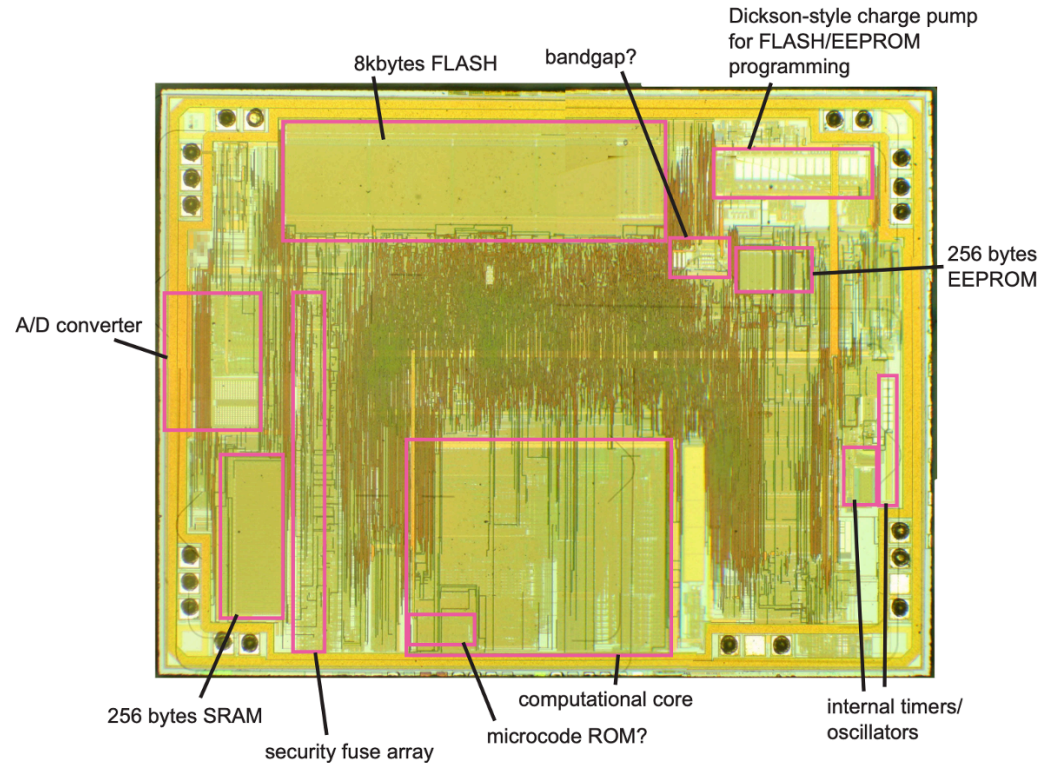 Dickson-style charge pump
for FLASH/EEPROM
programming
bandgap?
8kbytes FLASH
256 bytes
EEPROM
A/D converter
computational core
internal timers/
oscillators
256 bytes SRAM
microcode ROM?
security fuse array